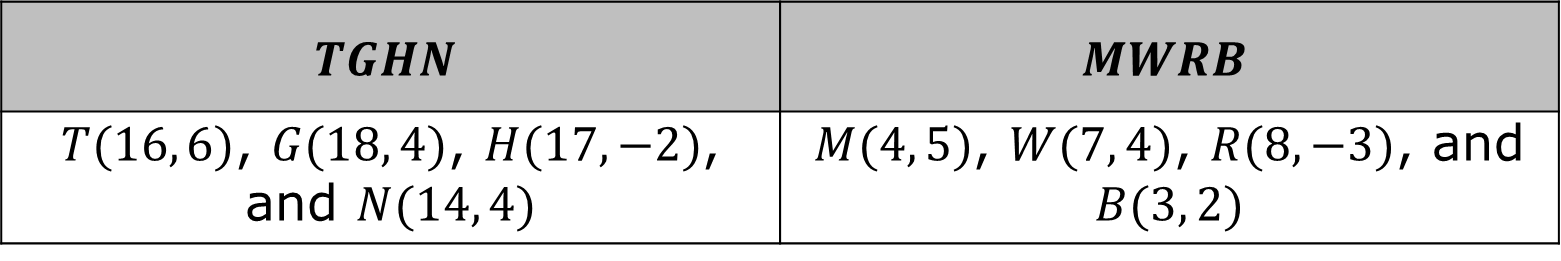 TGHN
MWRB
T(16,6), G(18,4), H(17,−2),
and N(14,4)
M(4,5), W(7,4), R(8,−3), and
B(3,2)